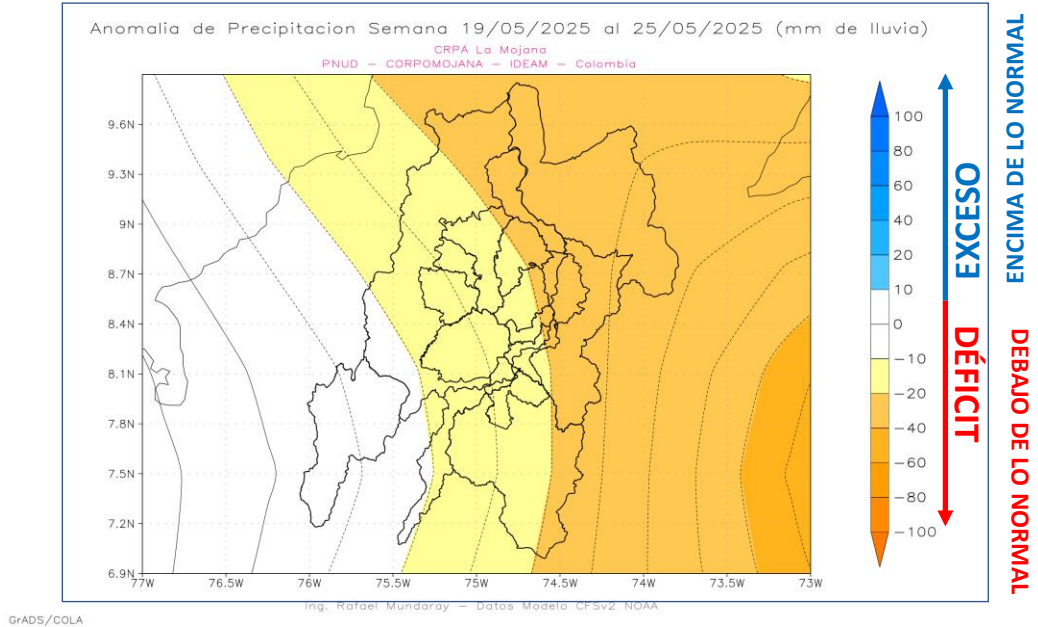 Anomalia de Precipitacion Semana 19/05/2025 al 25/05/2025 (mm de lluvia)
CRPA La Mojana
PNUD – CORPOMOJANA – IDEAM – Colombia
9.6N
9.3N
9N
8.7N
8.4N
8.1N
7.8N
7.5N
7.2N
6.9N
77W
76.5W
76W
75.5W
75W
74.5W
74W
73.5W
73W
100
80
60
40
20
10
0
−10
−20
−40
−60
−80
−100
EXCESO
DÉFICIT
ENCIMA DE LO NORMAL
DEBAJO DE LO NORMAL
Ing. Rafael Mundaray – Datos Modelo CFSv2 NOAA
GrADS/COLA